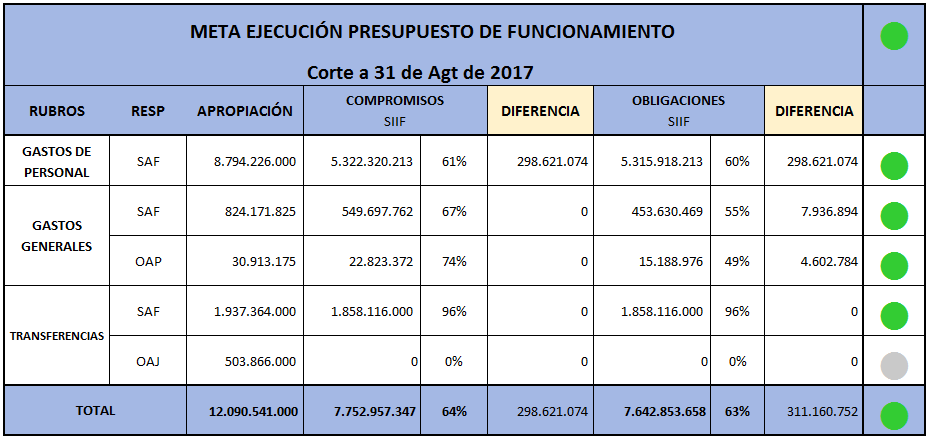 META EJECUCIÓN PRESUPUESTO DE FUNCIONAMIENTO
Corte a 31 de Agt de 2017
RUBROS RESP APROPIACIÓN COMPROMISOS SIIF DIFERENCIA OBLIGACIONES SIIF DIFERENCIA
GASTOS DE PERSONAL SAF 8.794.226.000 5.322.320.213 61% 298.621.074 5.315.918.213 60% 298.621.074
GASTOS GENERALES SAF 824.171.825 549.697.762 67% 0 453.630.469 55% 7.936.894
OAP 30.913.175 22.823.372 74% 0 15.188.976 49% 4.602.784
TRANSFERENCIAS SAF 1.937.364.000 1.858.116.000 96% 0 1.858.116.000 96% 0
OAJ 503.866.000 0 0% 0 0 0% 0
TOTAL 12.090.541.000 7.752.957.347 64% 298.621.074 7.642.853.658 63% 311.160.752